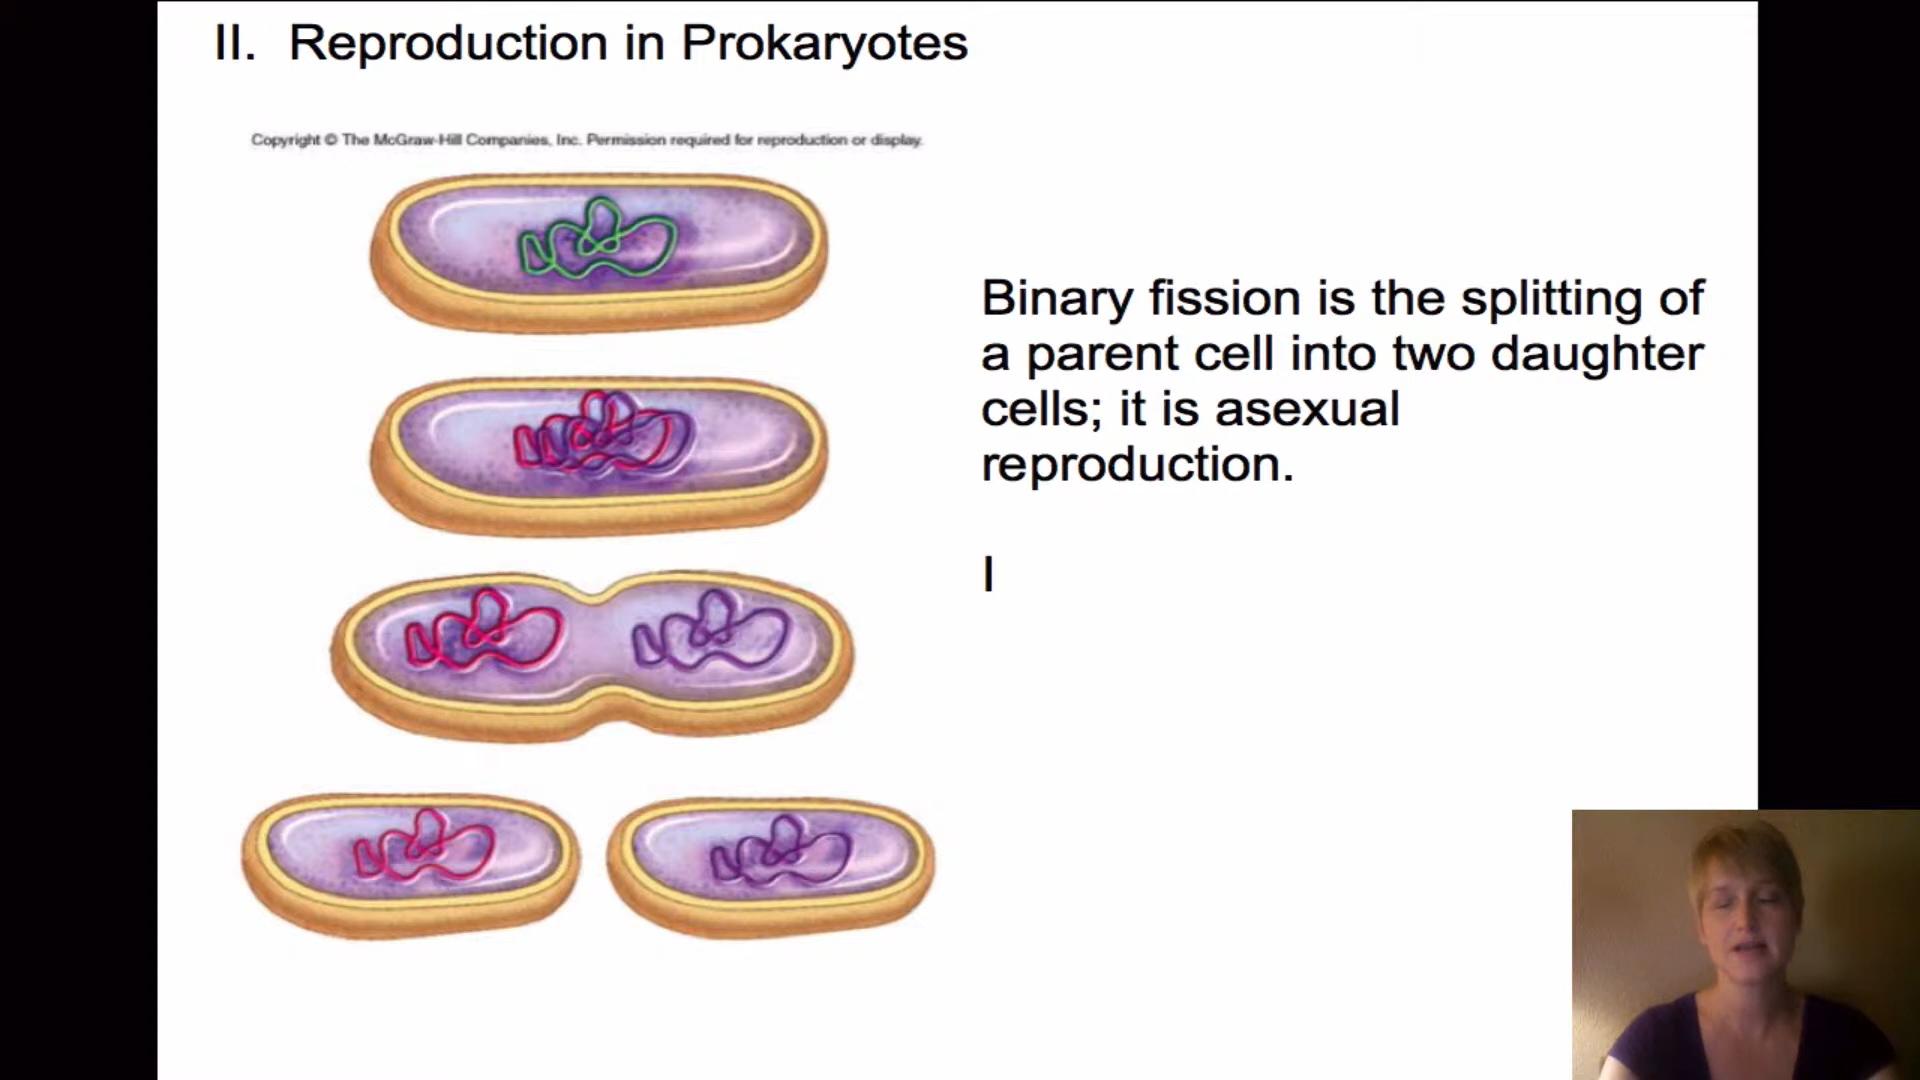 II. Reproduction in Prokaryotes
Copyright © The McGraw-Hill Companies, Inc. Permission required for reproduction or display.
Binary fission is the splitting of
a parent cell into two daughter
cells; it is asexual
reproduction.
I